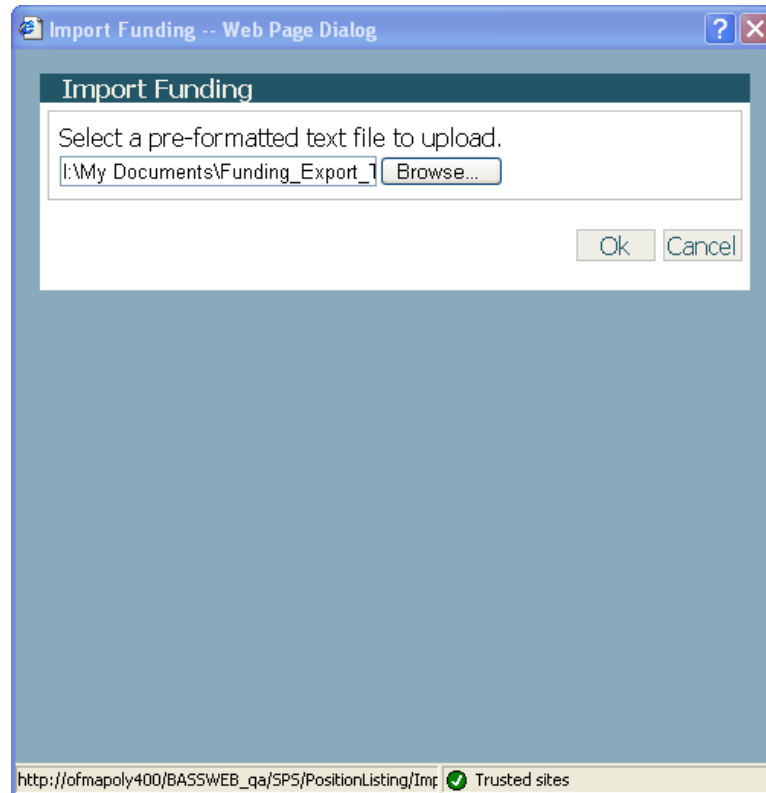 Import Funding -- Web Page Dialog
Import Funding
Select a pre-formatted text file to upload.
I:\My Documents\Funding_Export_ Browse...
Ok Cancel
http://ofmapoly400/BASSWEB_qa/SPS/PositionListing/Imp Trusted sites